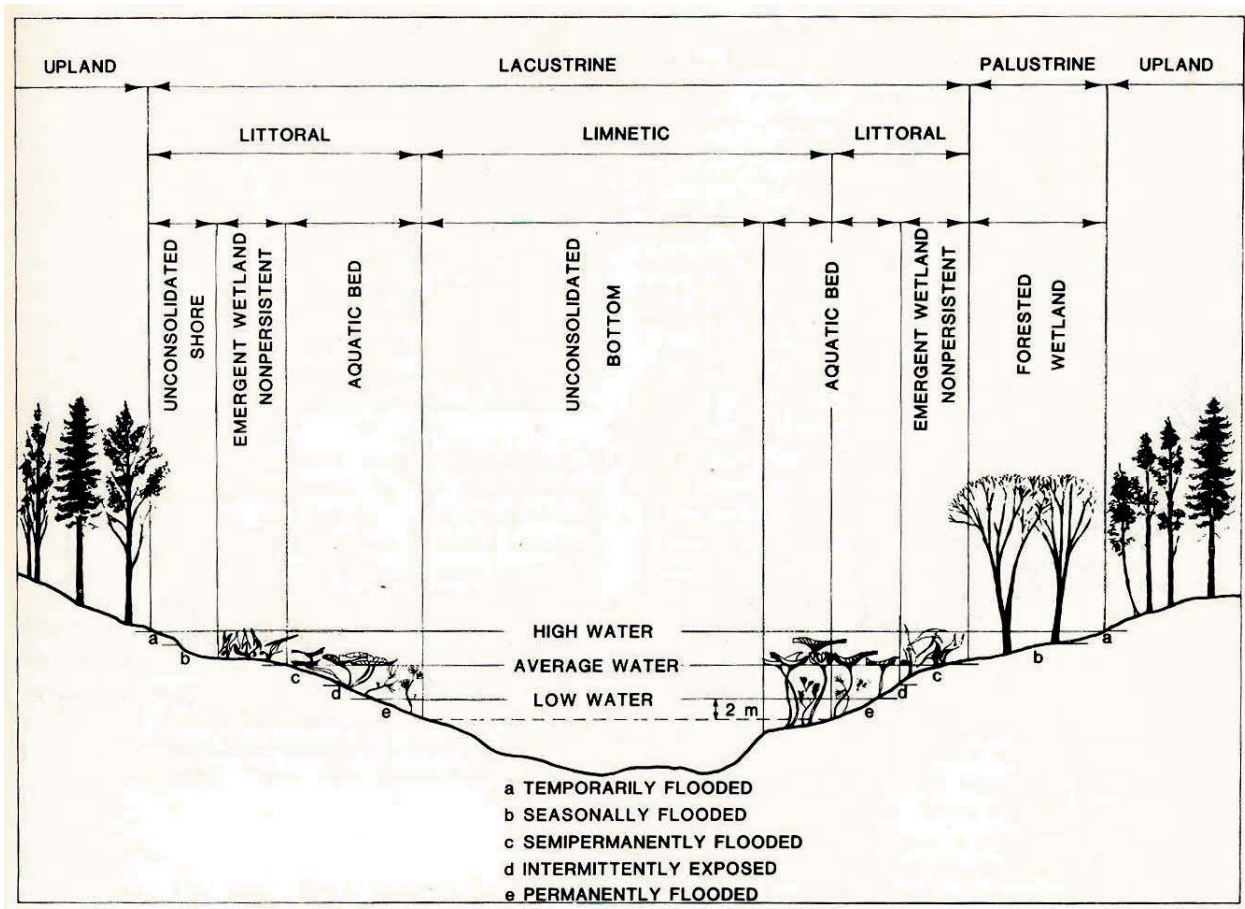 UPLAND
LACUSTRINE
PALUSTRINE
UPLAND
LITTORAL
LIMNETIC
LITTORAL
UNCONSOLIDATED
SHORE
EMERGENT WETLAND
NONPERSISTENT
AQUATIC BED
UNCONSOLIDATED
BOTTOM
AQUATIC BED
EMERGENT WETLAND
NONPERSISTENT
FORESTED
WETLAND
HIGH WATER
AVERAGE WATER
LOW WATER
2 m
a
b
c
d
e
e
d
c
b
a
a TEMPORARILY FLOODED
b SEASONALLY FLOODED
c SEMIPERMANENTLY FLOODED
d INTERMITTENTLY EXPOSED
e PERMANENTLY FLOODED